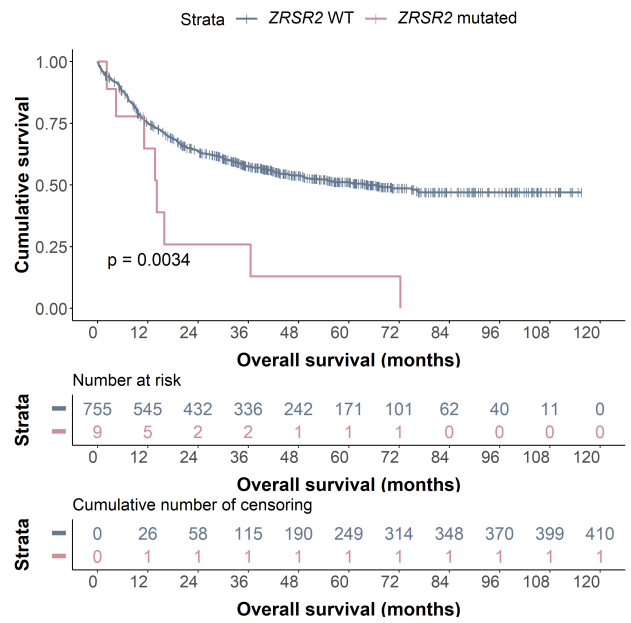 Strata ZRSR2 WT ZRSR2 mutated
Cumulative survival
1.00
0.75
0.50
0.25
0.00
p = 0.0034
0 12 24 36 48 60 72 84 96 108 120
Overall survival (months)
Number at risk
Strata
755 545 432 336 242 171 101 62 40 11 0
9 5 2 2 1 1 1 0 0 0 0
0 12 24 36 48 60 72 84 96 108 120
Overall survival (months)
Cumulative number of censoring
Strata
0 26 58 115 190 249 314 348 370 399 410
0 1 1 1 1 1 1 1 1 1 1
0 12 24 36 48 60 72 84 96 108 120
Overall survival (months)